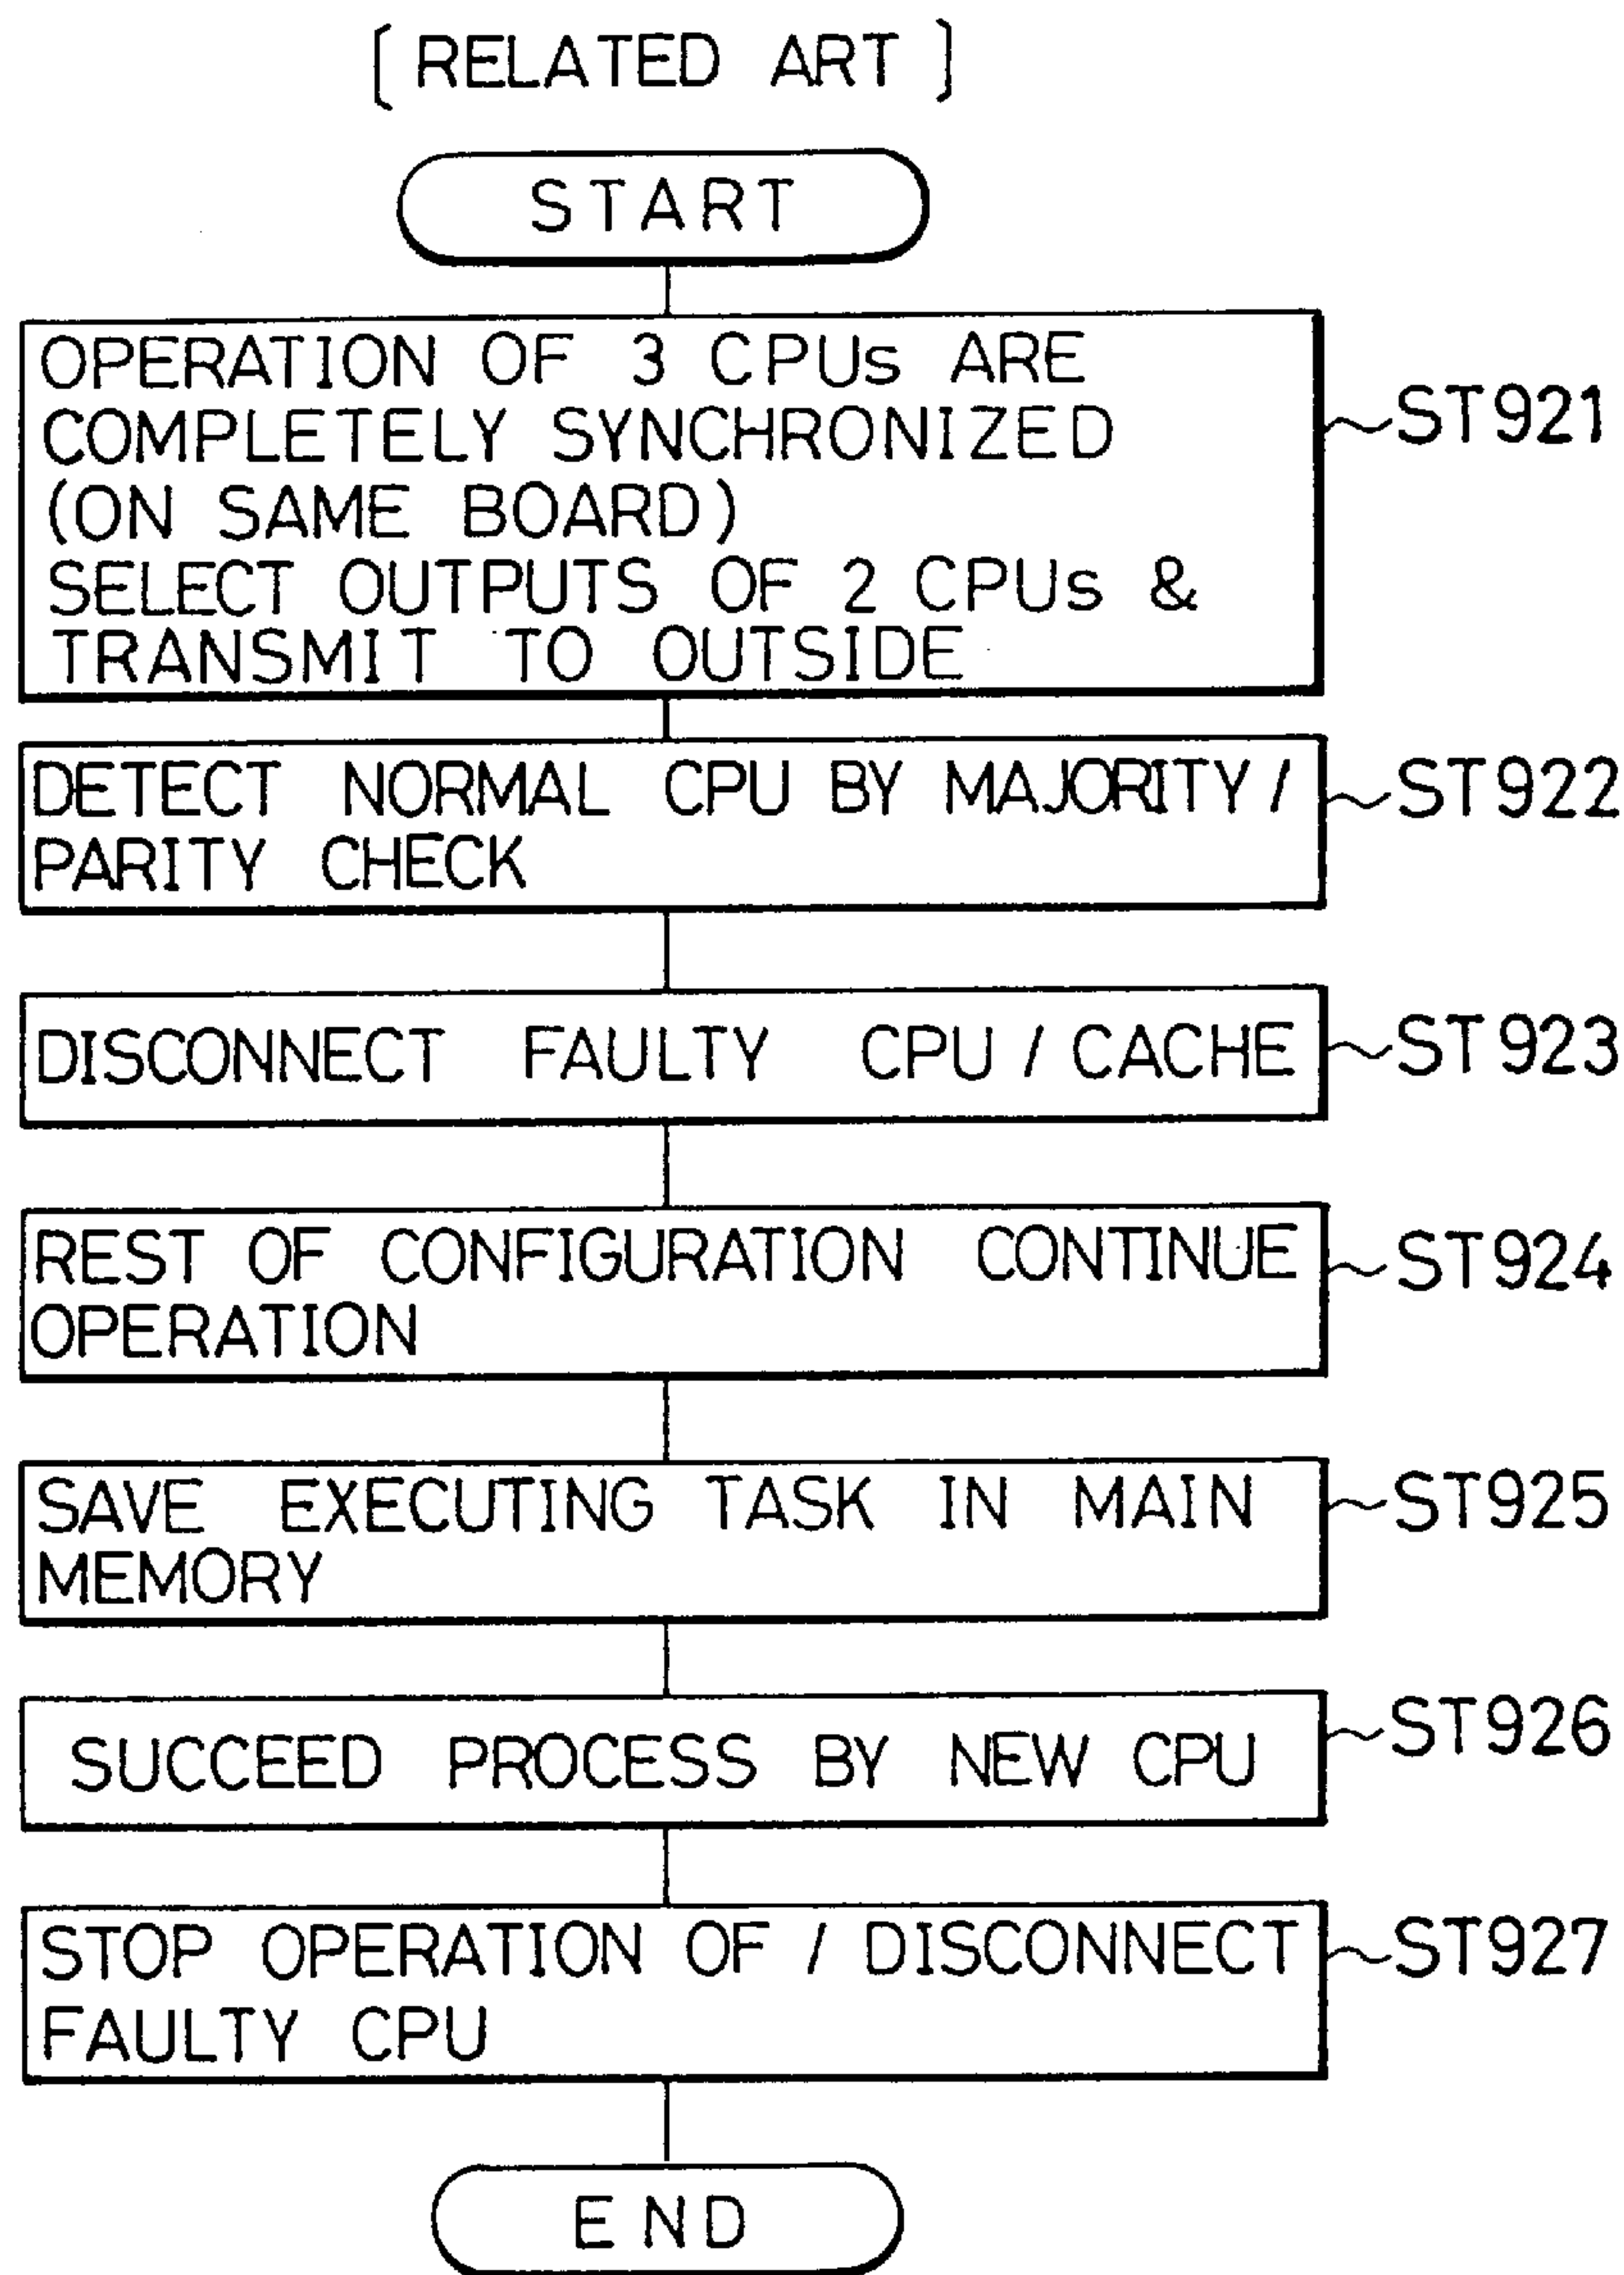 [ RELATED ART ]
START
OPERATION OF 3 CPUs ARE
COMPLETELY SYNCHRONIZED
(ON SAME BOARD)
SELECT OUTPUTS OF 2 CPUs &
TRANSMIT TO OUTSIDE
ST921
DETECT NORMAL CPU BY MAJORITY /
PARITY CHECK
ST922
DISCONNECT FAULTY CPU / CACHE
ST923
REST OF CONFIGURATION CONTINUE
OPERATION
ST924
SAVE EXECUTING TASK IN MAIN
MEMORY
ST925
SUCCEED PROCESS BY NEW CPU
ST926
STOP OPERATION OF / DISCONNECT
FAULTY CPU
ST927
END